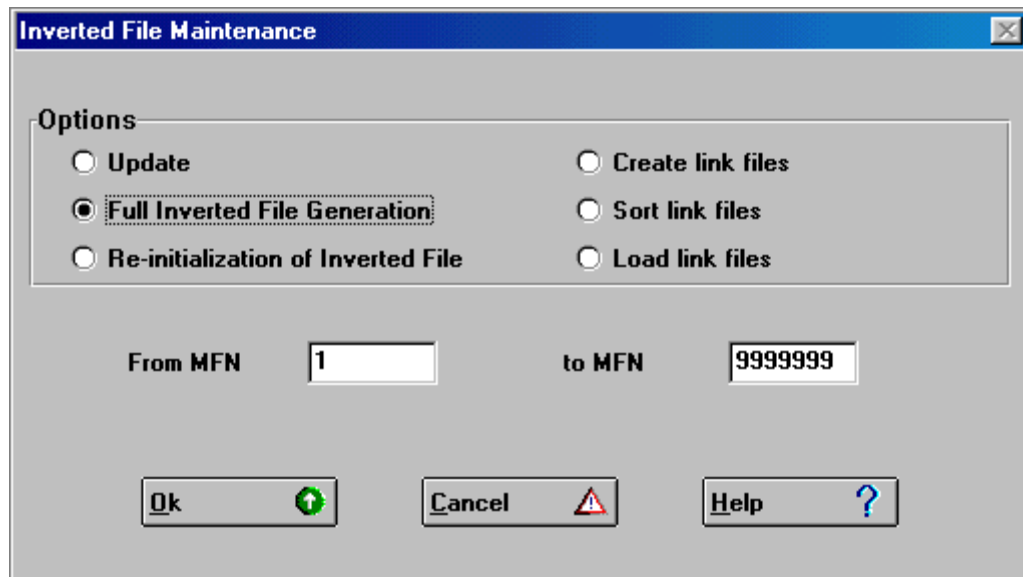 Inverted File Maintenance
Options
Update
Create link files
Full Inverted File Generation
Sort link files
Re-initialization of Inverted File
Load link files
From MFN 1 to MFN 9999999
Ok Cancel Help ?